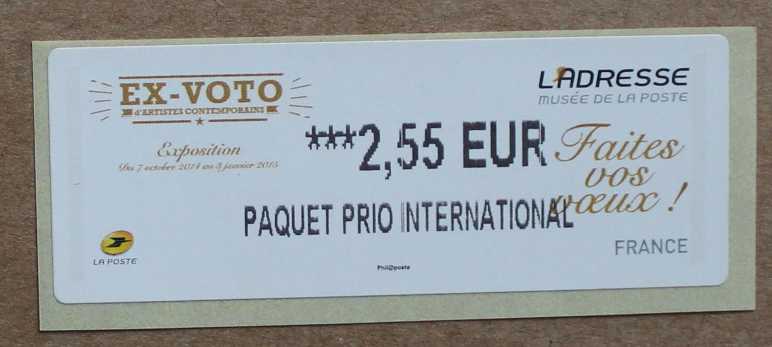 EX-VOTO
d'ARTISTES CONTEMPORAINS
Exposition
Du 7 octobre 2014 au 3 janvier 2015
L'ADRESSE
MUSÉE DE LA POSTE
***2,55 EUR
PAQUET PRIO INTERNATIONAL
Faites
vos
vœux !
LA POSTE
Phil@poste
FRANCE